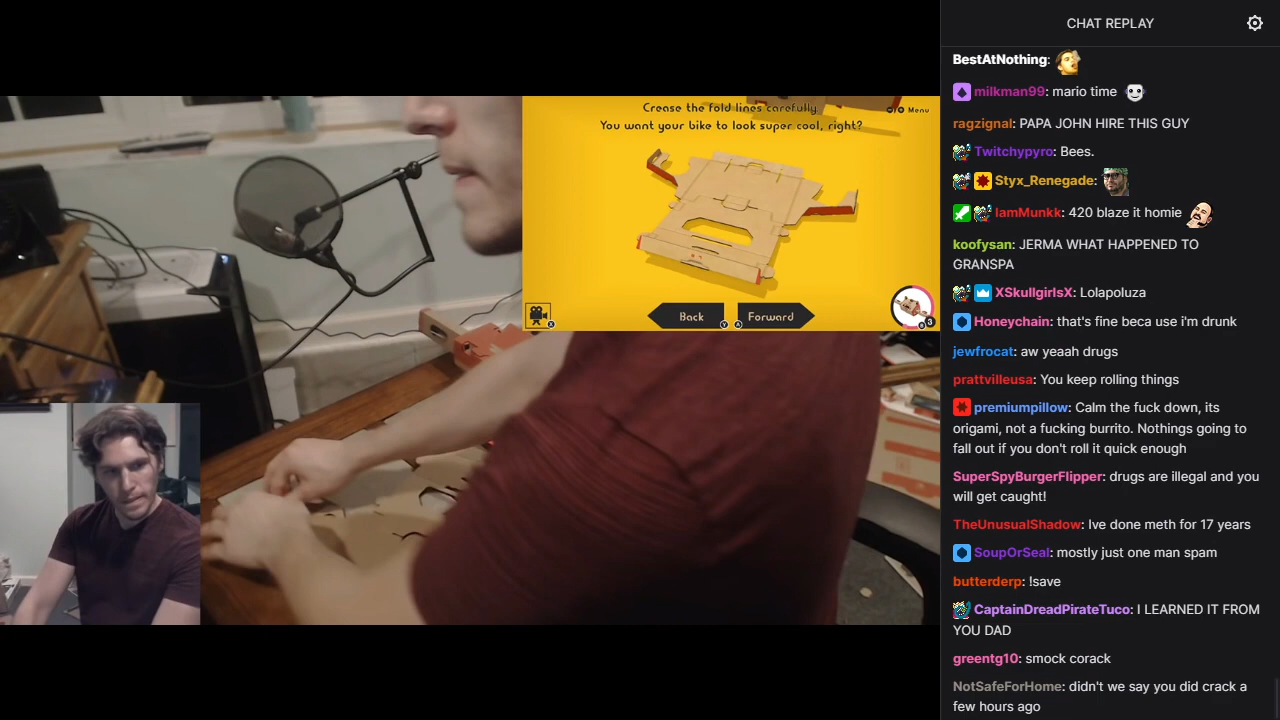 CHAT REPLAY
Crease the fold lines carefully.
You want your bike to look super cool, right?
Menu
Back
Forward
BestAtNothing:
milkman99: mario time
ragzignal: PAPA JOHN HIRE THIS GUY
Twitchypyro: Bees.
Styx_Renegade:
IamMunkk: 420 blaze it homie
koofysan: JERMA WHAT HAPPENED TO
GRANSPA
XSkullgirlsX: Lolapoluza
Honeychain: that's fine beca use i'm drunk
jewfrocat: aw yeaah drugs
prattvilleusa: You keep rolling things
premiumpillow: Calm the fuck down, its
origami, not a fucking burrito. Nothings going to
fall out if you don't roll it quick enough
SuperSpyBurgerFlipper: drugs are illegal and you
will get caught!
TheUnusualShadow: Ive done meth for 17 years
SoupOrSeal: mostly just one man spam
butterderp: !save
CaptainDreadPirateTuco: I LEARNED IT FROM
YOU DAD
greentg10: smock corack
NotSafeForHome: didn't we say you did crack a
few hours ago